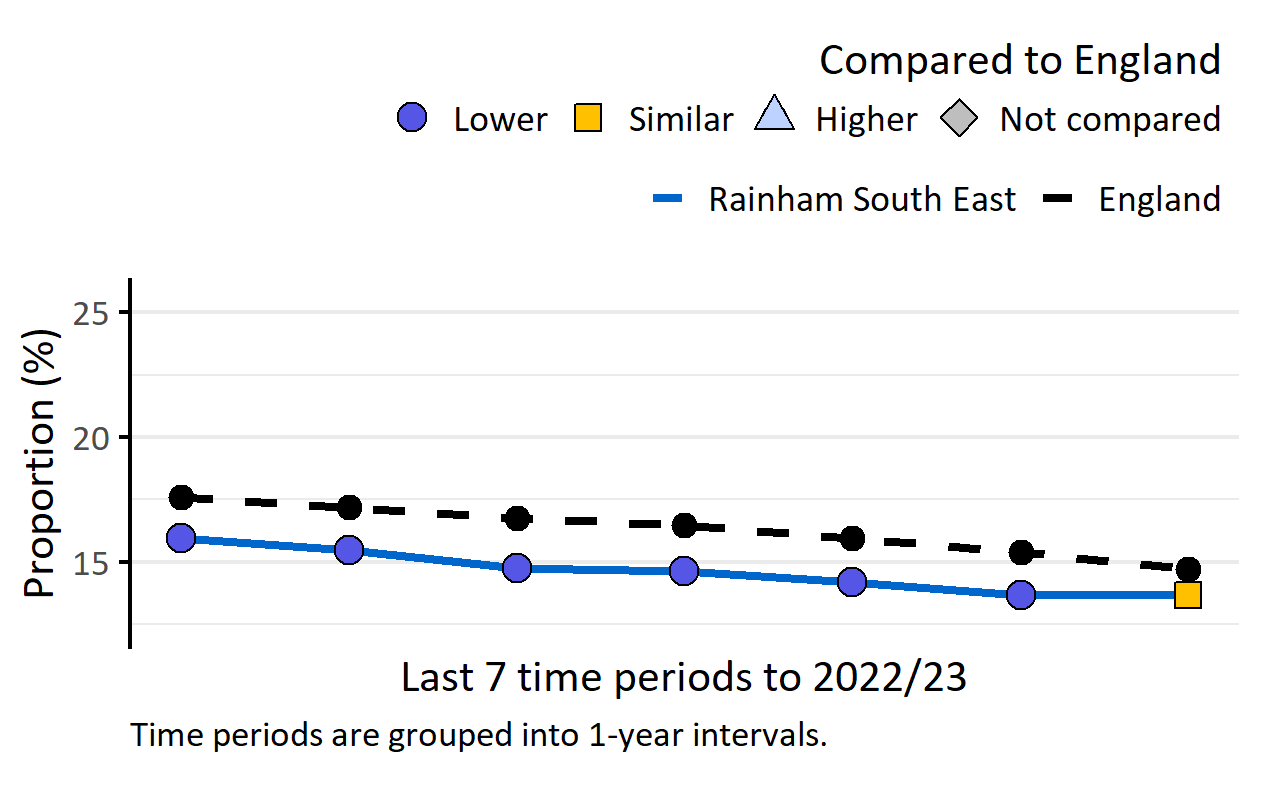 Compared to England
Lower Similar Higher Not compared
Rainham South East England
Proportion (%)
25
20
15
Last 7 time periods to 2022/23
Time periods are grouped into 1-year intervals.